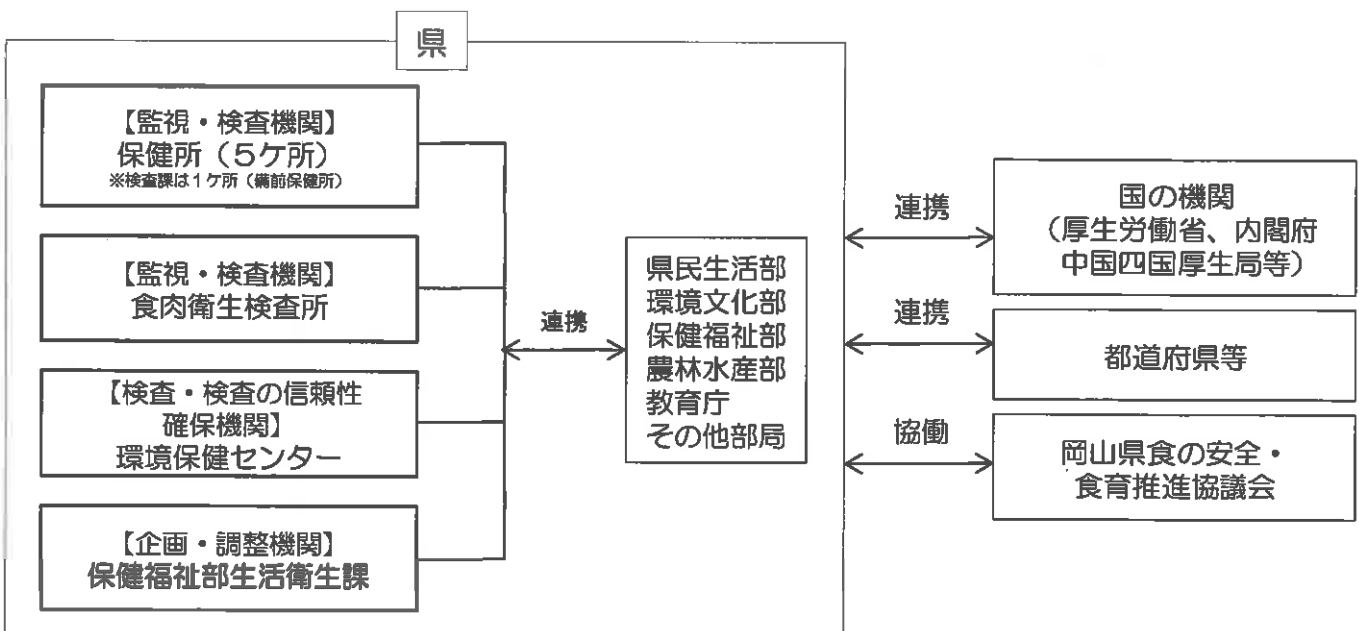 県
【監視・検査機関】
保健所（5ケ所）
※検査課は1ケ所（備前保健所）
【監視・検査機関】
食肉衛生検査所
【検査・検査の信頼性
確保機関】
環境保健センター
【企画・調整機関】
保健福祉部生活衛生課
連携
県民生活部
環境文化部
保健福祉部
農林水産部
教育庁
その他部局
連携
国の機関
（厚生労働省、内閣府
中国四国厚生局等）
連携
都道府県等
協働
岡山県食の安全・
食育推進協議会